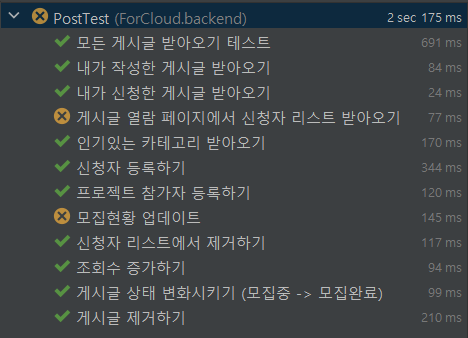 PostTest (ForCloud.backend) 2 sec 175 ms
모든 게시글 받아오기 테스트 691 ms
내가 작성한 게시글 받아오기 84 ms
내가 신청한 게시글 받아오기 24 ms
게시글 열람 페이지에서 신청자 리스트 받아오기 77 ms
인기있는 카테고리 받아오기 170 ms
신청자 등록하기 344 ms
프로젝트 참가자 등록하기 120 ms
모집현황 업데이트 145 ms
신청자 리스트에서 제거하기 117 ms
조회수 증가하기 94 ms
게시글 상태 변화시키기 (모집중 -> 모집완료) 99 ms
게시글 제거하기 210 ms